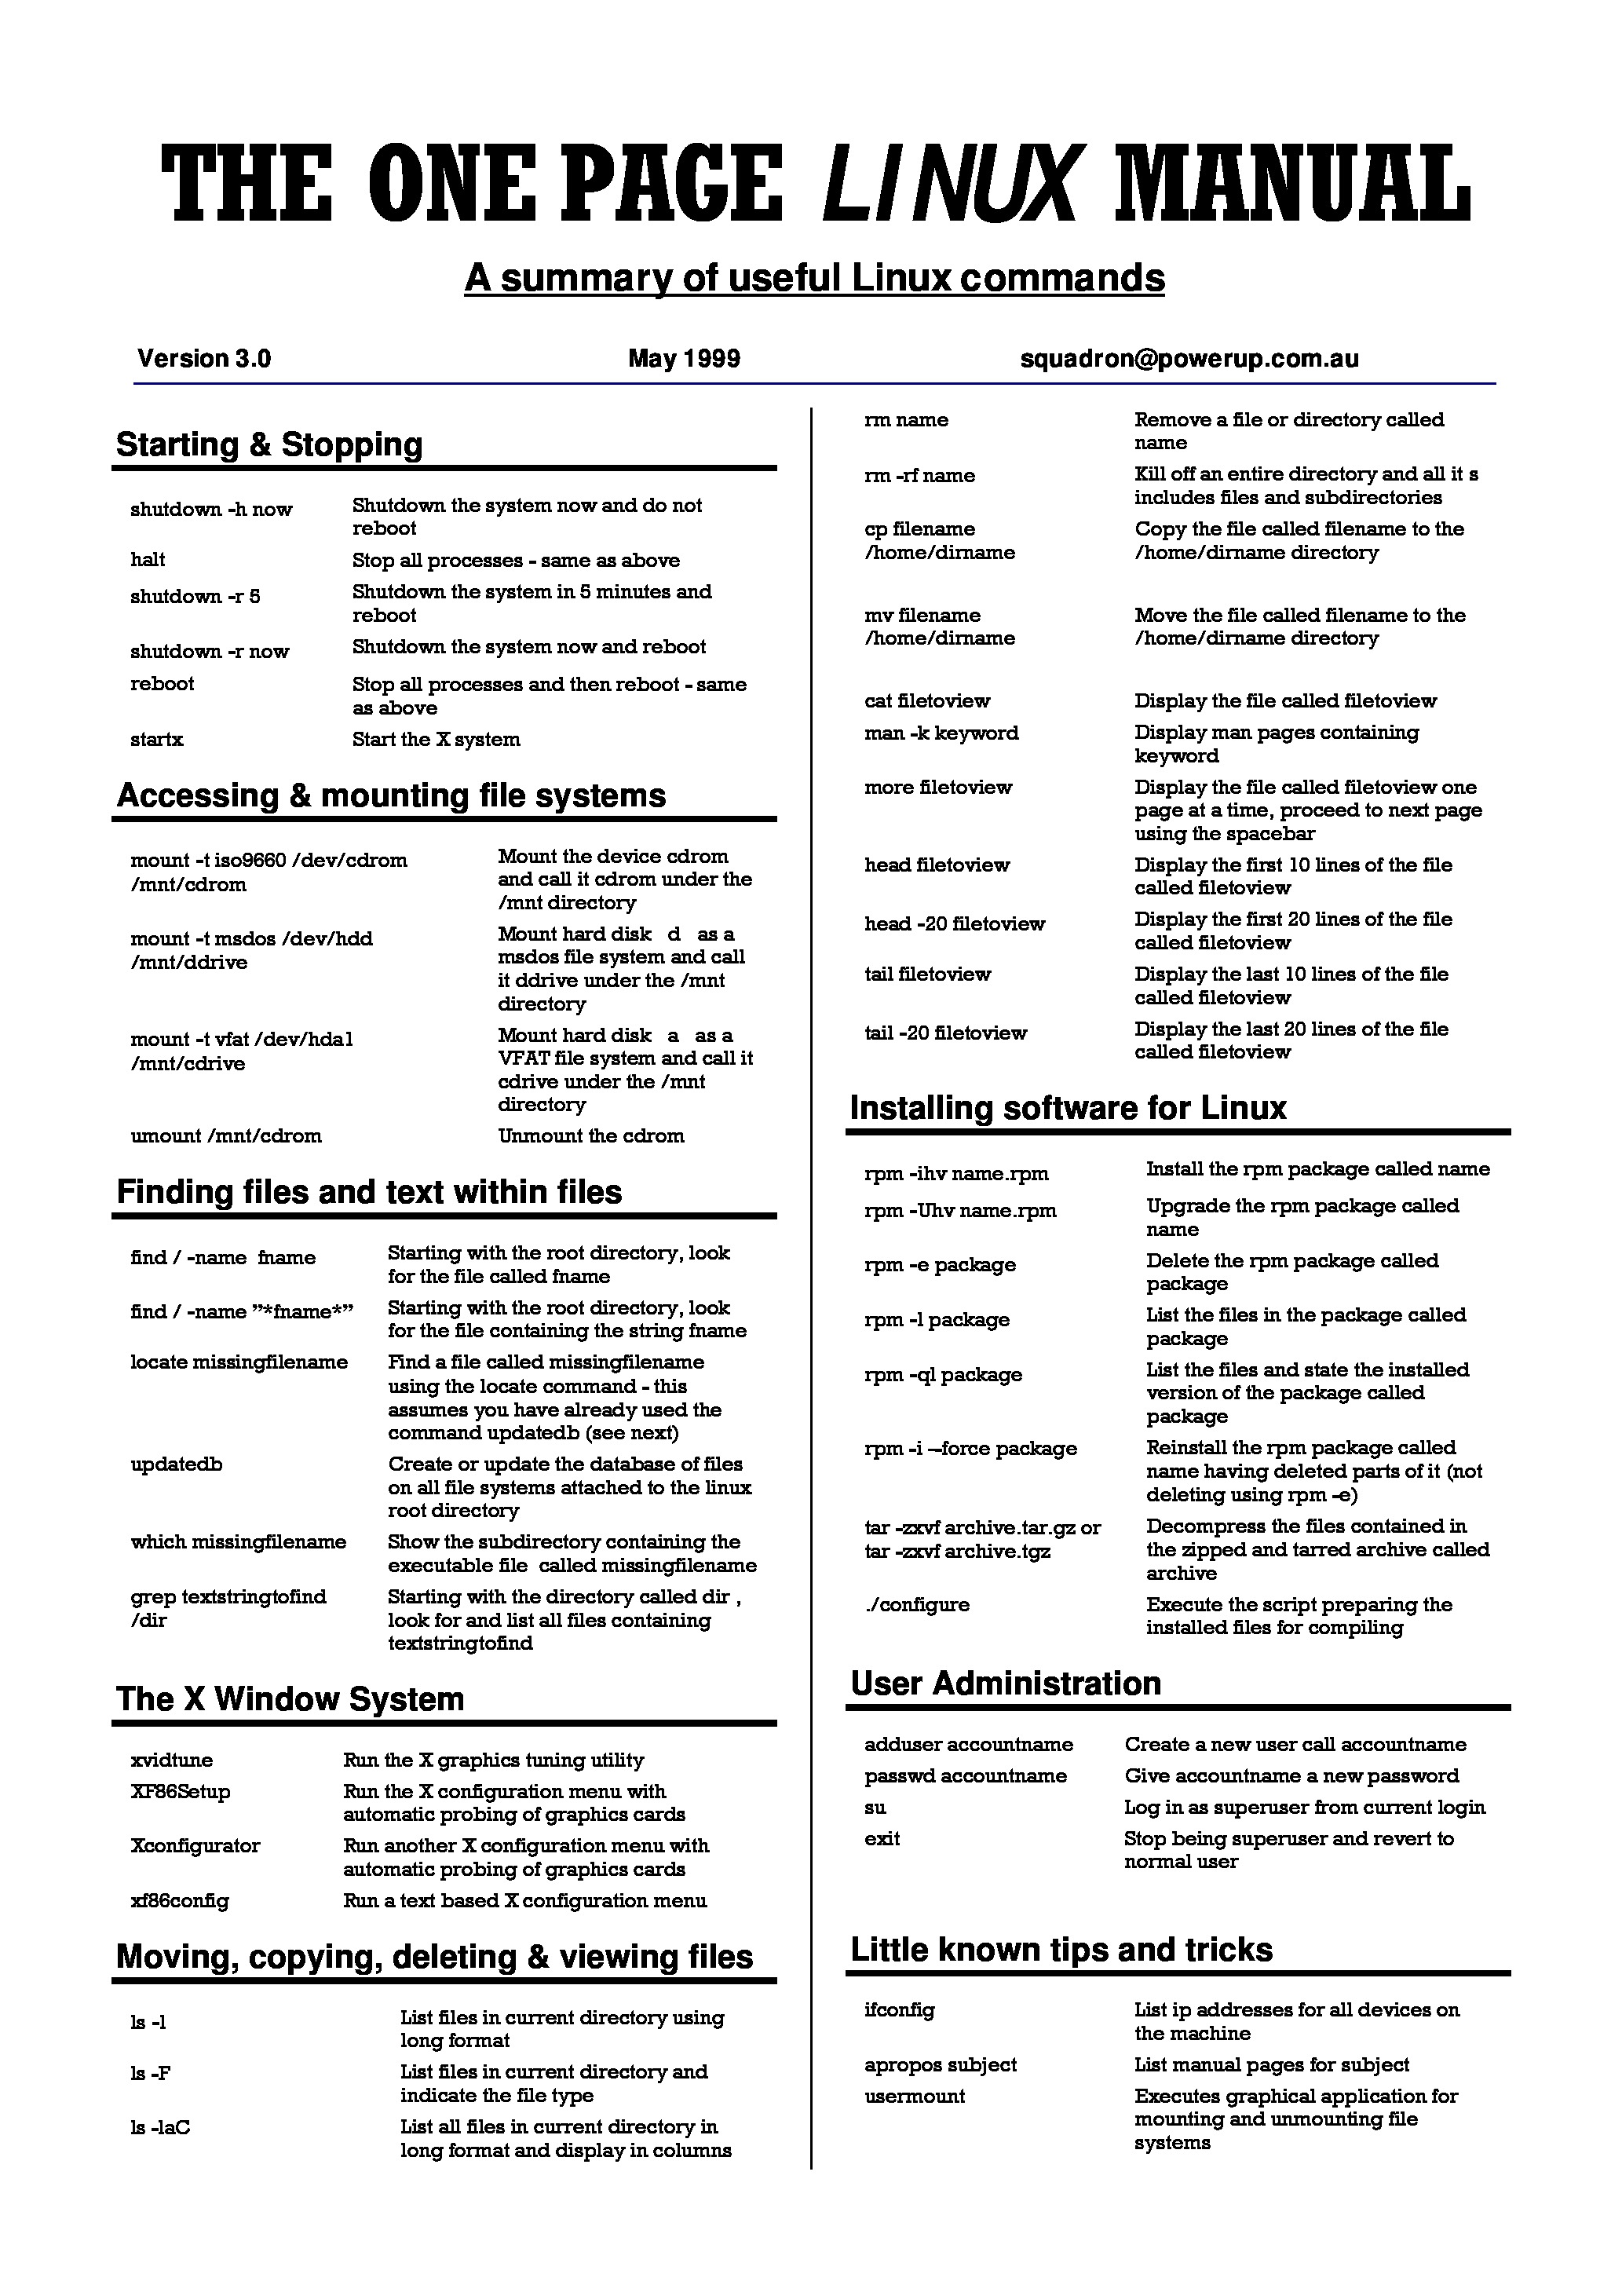 THE ONE PAGE LINUX MANUAL
A summary of useful Linux commands
Version 3.0 May 1999 squadron@powerup.com.au
Starting & Stopping
shutdown -h now Shutdown the system now and do not
reboot
halt Stop all processes - same as above
shutdown -r 5 Shutdown the system in 5 minutes and
reboot
shutdown -r now Shutdown the system now and reboot
reboot Stop all processes and then reboot - same
as above
startx Start the X system
Accessing & mounting file systems
mount -t iso9660 /dev/cdrom Mount the device cdrom
/mnt/cdrom and call it cdrom under the
/mnt directory
mount -t msdos /dev/hdd Mount hard disk d as a
/mnt/ddrive msdos file system and call
it ddrive under the /mnt
directory
mount -t vfat /dev/hda1 Mount hard disk a as a
/mnt/cdrive VFAT file system and call it
cdrive under the /mnt
directory
umount /mnt/cdrom Unmount the cdrom
Finding files and text within files
find / -name fname Starting with the root directory, look
for the file called fname
find / -name ”*fname*” Starting with the root directory, look
for the file containing the string fname
locate missingfilename Find a file called missingfilename
using the locate command - this
assumes you have already used the
command updatedb (see next)
updatedb Create or update the database of files
on all file systems attached to the linux
root directory
which missingfilename Show the subdirectory containing the
executable file called missingfilename
grep textstringtofind Starting with the directory called dir ,
/dir look for and list all files containing
textstringtofind
The X Window System
xvidtune Run the X graphics tuning utility
XF86Setup Run the X configuration menu with
automatic probing of graphics cards
Xconfigurator Run another X configuration menu with
automatic probing of graphics cards
xf86config Run a text based X configuration menu
Moving, copying, deleting & viewing files
ls -l List files in current directory using
long format
ls -F List files in current directory and
indicate the file type
ls -laC List all files in current directory in
long format and display in columns
rm name Remove a file or directory called
name
rm -rf name Kill off an entire directory and all it s
includes files and subdirectories
cp filename Copy the file called filename to the
/home/dirname /home/dirname directory
mv filename Move the file called filename to the
/home/dirname /home/dirname directory
cat filetoview Display the file called filetoview
man -k keyword Display man pages containing
keyword
more filetoview Display the file called filetoview one
page at a time, proceed to next page
using the spacebar
head filetoview Display the first 10 lines of the file
called filetoview
head -20 filetoview Display the first 20 lines of the file
called filetoview
tail filetoview Display the last 10 lines of the file
called filetoview
tail -20 filetoview Display the last 20 lines of the file
called filetoview
Installing software for Linux
rpm -ihv name.rpm Install the rpm package called name
rpm -Uhv name.rpm Upgrade the rpm package called
name
rpm -e package Delete the rpm package called
package
rpm -l package List the files in the package called
package
rpm -ql package List the files and state the installed
version of the package called
package
rpm -i –force package Reinstall the rpm package called
name having deleted parts of it (not
deleting using rpm -e)
tar -zxvf archive.tar.gz or Decompress the files contained in
tar -zxvf archive.tgz the zipped and tarred archive called
archive
./configure Execute the script preparing the
installed files for compiling
User Administration
adduser accountname Create a new user call accountname
passwd accountname Give accountname a new password
su Log in as superuser from current login
exit Stop being superuser and revert to
normal user
Little known tips and tricks
ifconfig List ip addresses for all devices on
the machine
apropos subject List manual pages for subject
usermount Executes graphical application for
mounting and unmounting file
systems